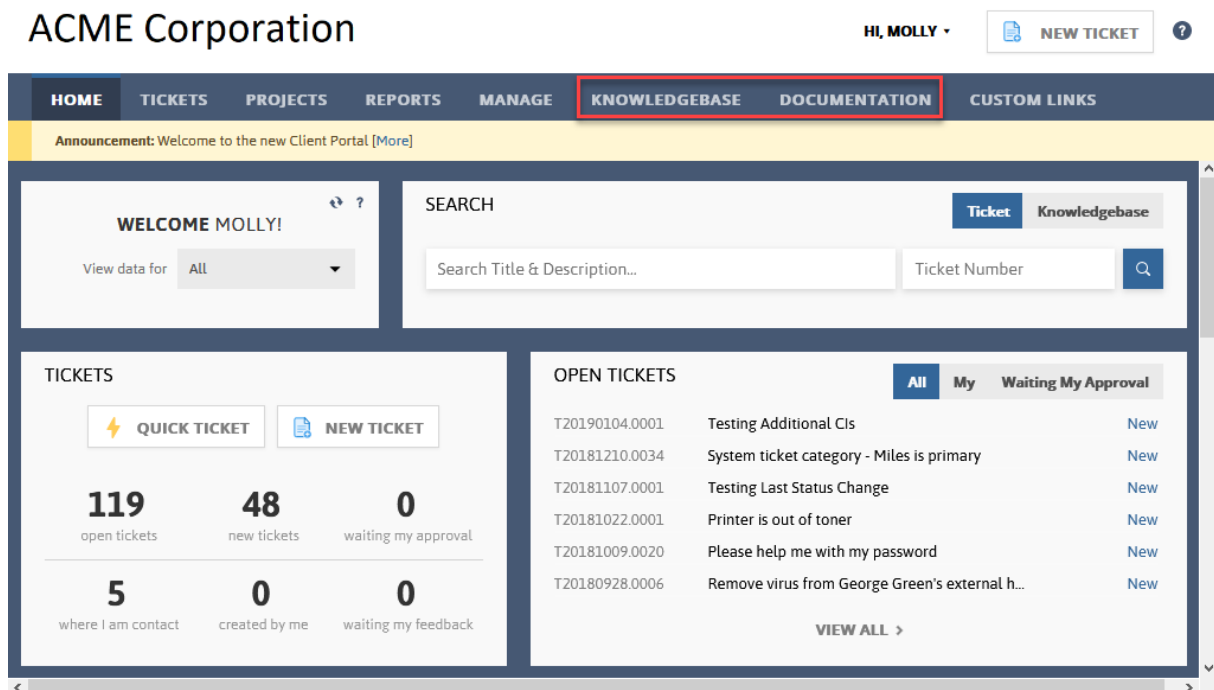 ACME Corporation
HI, MOLLY
NEW TICKET
?
HOME TICKETS PROJECTS REPORTS MANAGE KNOWLEDGEBASE DOCUMENTATION CUSTOM LINKS
Announcement: Welcome to the new Client Portal [More]
?
WELCOME MOLLY!
View data for All
SEARCH
Ticket Knowledgebase
Search Title & Description...
Ticket Number
TICKETS
QUICK TICKET
NEW TICKET
119 48 0
open tickets new tickets waiting my approval
5 0 0
where I am contact created by me waiting my feedback
OPEN TICKETS
All My Waiting My Approval
T20190104.0001 Testing Additional CIs New
T20181210.0034 System ticket category - Miles is primary New
T20181107.0001 Testing Last Status Change New
T20181022.0001 Printer is out of toner New
T20181009.0020 Please help me with my password New
T20180928.0006 Remove virus from George Green's external h... New
VIEW ALL >